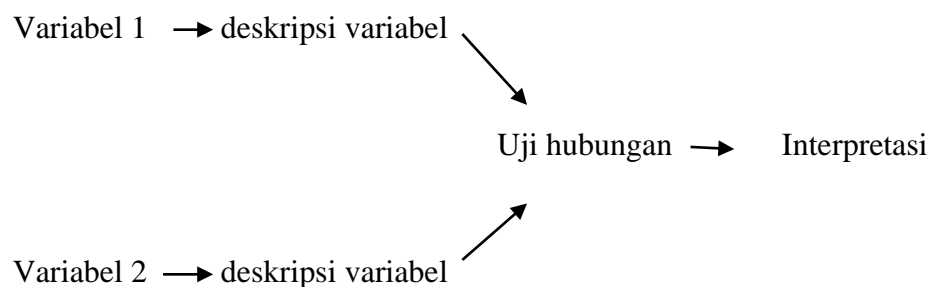 Variabel 1 deskripsi variabel
Uji hubungan Interpretasi
Variabel 2 deskripsi variabel